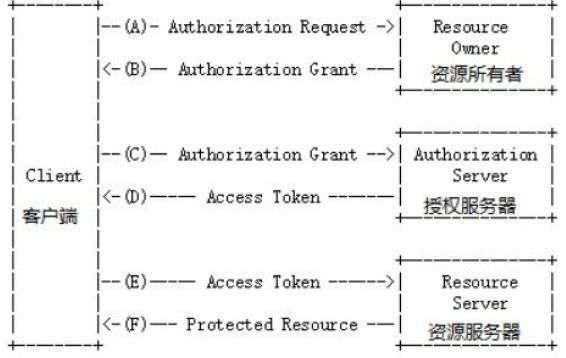 --(A)- Authorization Request ->
Resource
Owner
资源所有者
<-(B)— Authorization Grant ——
--(C)— Authorization Grant -->
Authorization
Server
授权服务器
Client
客户端
<-(D)—— Access Token ———
--(E)—— Access Token ----->
Resource
Server
资源服务器
<-(F)—— Protected Resource ——